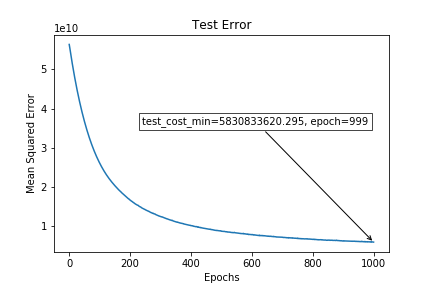 Test Error
1e10
5
4
3
2
1
Mean Squared Error
test_cost_min=5830833620.295, epoch=999
0
200
400
600
800
1000
Epochs